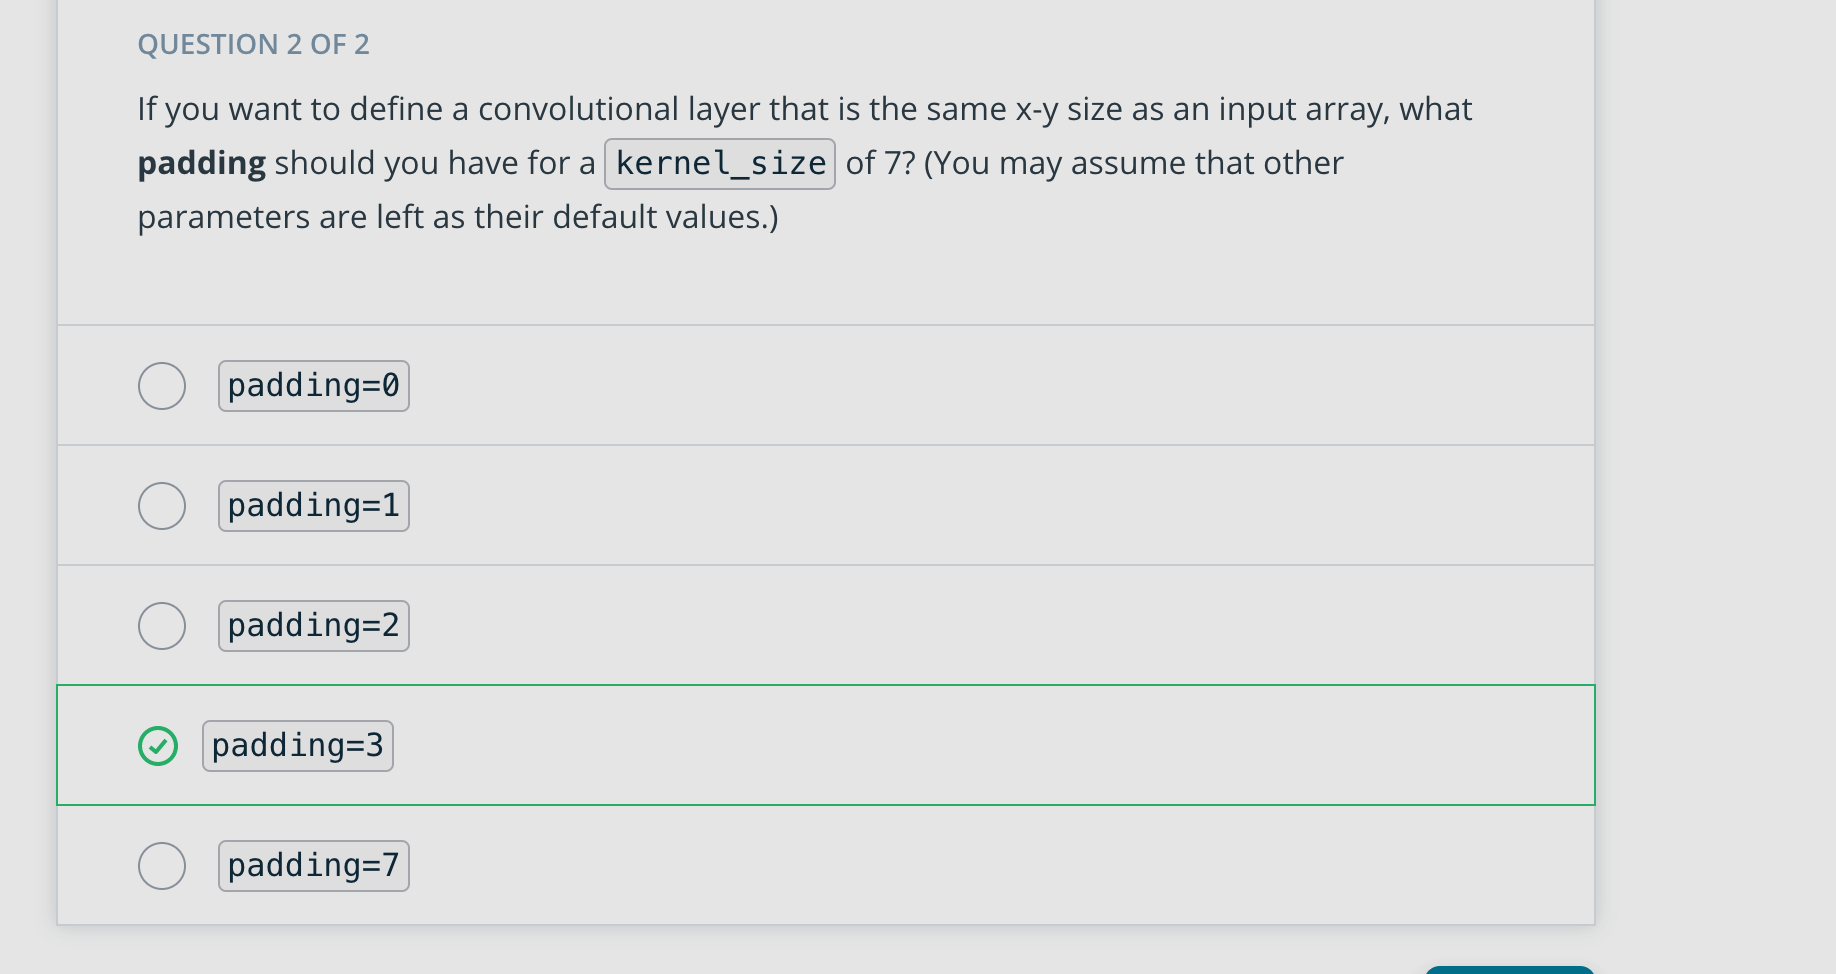 QUESTION 2 OF 2
If you want to define a convolutional layer that is the same x-y size as an input array, what
padding should you have for a kernel_size of 7? (You may assume that other
parameters are left as their default values.)
padding=0
padding=1
padding=2
padding=3
padding=7